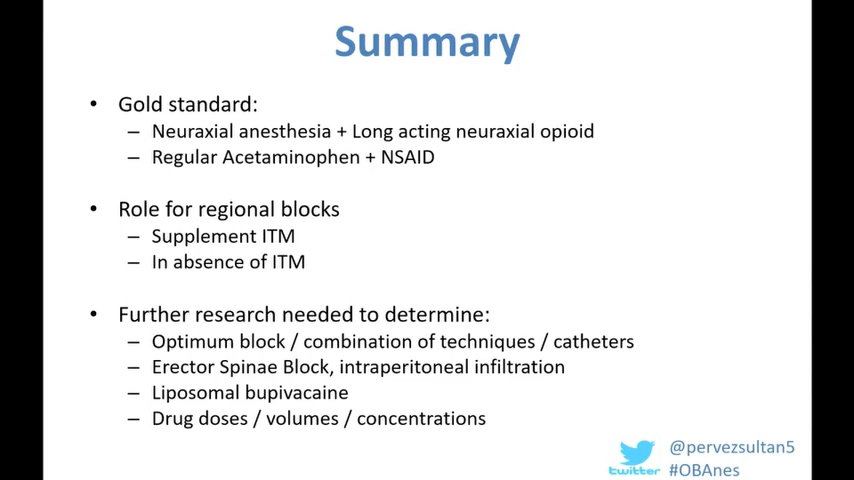 Summary
• Gold standard:
– Neuraxial anesthesia + Long acting neuraxial opioid
– Regular Acetaminophen + NSAID
• Role for regional blocks
– Supplement ITM
– In absence of ITM
• Further research needed to determine:
– Optimum block / combination of techniques / catheters
– Erector Spinae Block, intraperitoneal infiltration
– Liposomal bupivacaine
– Drug doses / volumes / concentrations
@pervezsultan5
twitter #OBAnes